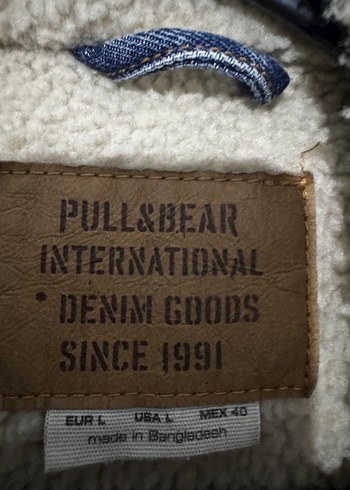 PULL&BEAR
INTERNATIONAL
• DENIM GOODS
SINCE 1991
EUR L USA L MEX 40
made in Bangladesh